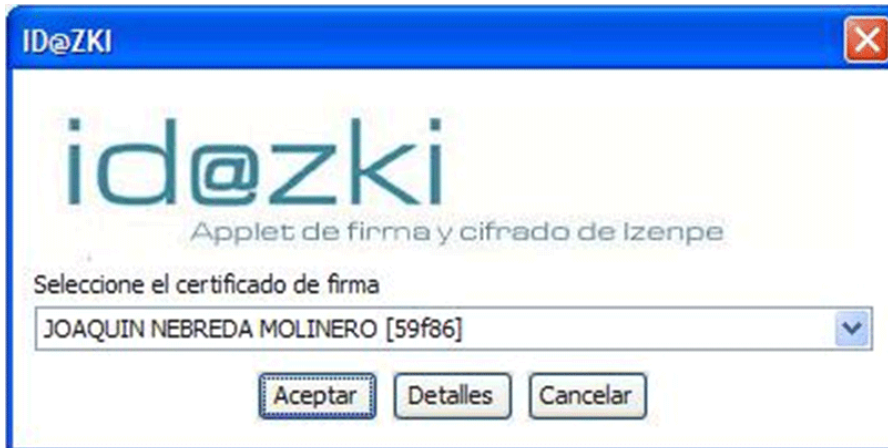 ID@ZKI
id@zki
Applet de firma y cifrado de Izenpe
Seleccione el certificado de firma
JOAQUIN NEBREDA MOLINERO [59f86]
Aceptar Detalles Cancelar